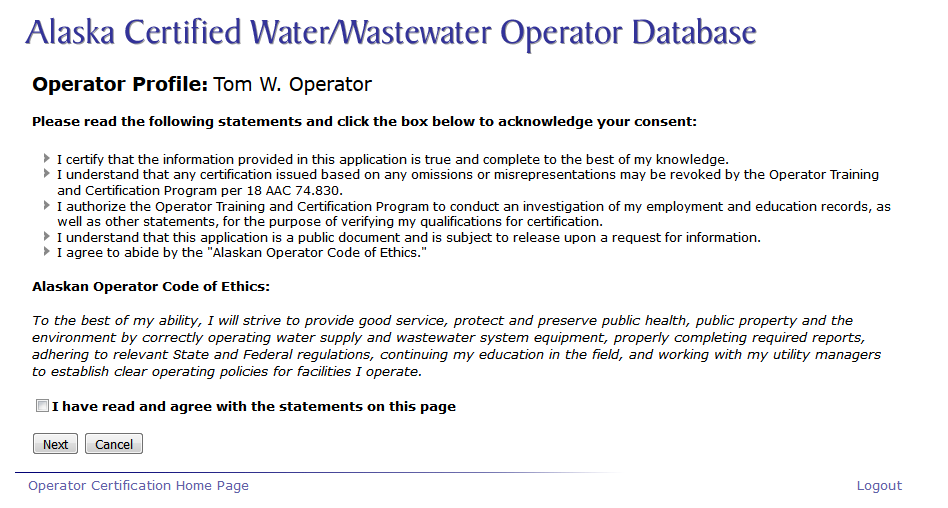 Alaska Certified Water/Wastewater Operator Database
Operator Profile: Tom W. Operator
Please read the following statements and click the box below to acknowledge your consent:
I certify that the information provided in this application is true and complete to the best of my knowledge.
I understand that any certification issued based on any omissions or misrepresentations may be revoked by the Operator Training
and Certification Program per 18 AAC 74.830.
I authorize the Operator Training and Certification Program to conduct an investigation of my employment and education records, as
well as other statements, for the purpose of verifying my qualifications for certification.
I understand that this application is a public document and is subject to release upon a request for information.
I agree to abide by the "Alaskan Operator Code of Ethics."
Alaskan Operator Code of Ethics:
To the best of my ability, I will strive to provide good service, protect and preserve public health, public property and the
environment by correctly operating water supply and wastewater system equipment, properly completing required reports,
adhering to relevant State and Federal regulations, continuing my education in the field, and working with my utility managers
to establish clear operating policies for facilities I operate.
I have read and agree with the statements on this page
Next Cancel
Operator Certification Home Page Logout